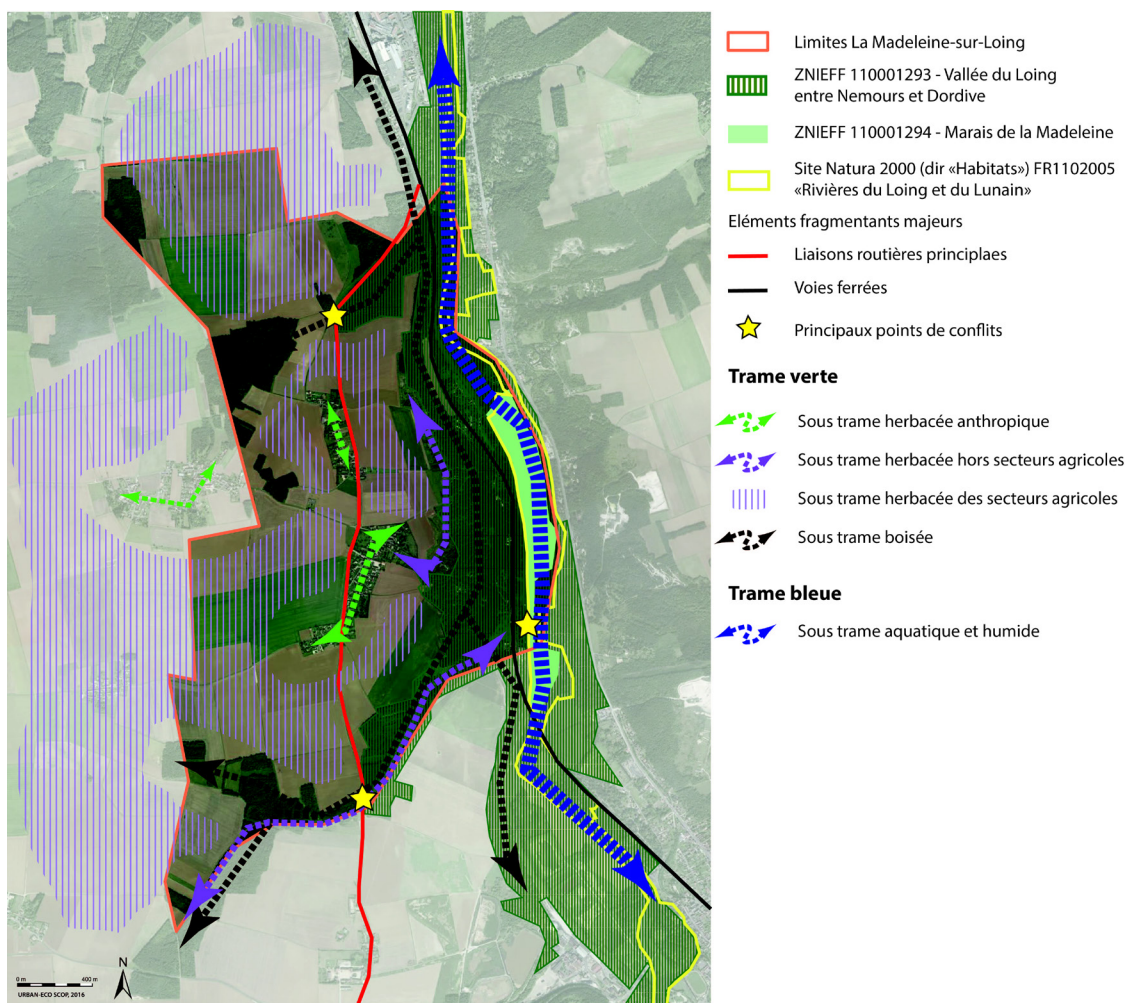 Limites La Madeleine-sur-Loing
ZNIEFF 110001293 - Vallée du Loing
entre Nemours et Dordive
ZNIEFF 110001294 - Marais de la Madeleine
Site Natura 2000 (dir «Habitats») FR1102005
«Rivières du Loing et du Lunain»
Eléments fragmentants majeurs
Liaisons routières principlaes
Voies ferrées
Principaux points de conflits
Trame verte
Sous trame herbacée anthropique
Sous trame herbacée hors secteurs agricoles
Sous trame herbacée des secteurs agricoles
Sous trame boisée
Trame bleue
Sous trame aquatique et humide
0 m 400 m
URBAN-ECO SCOP, 2016
N